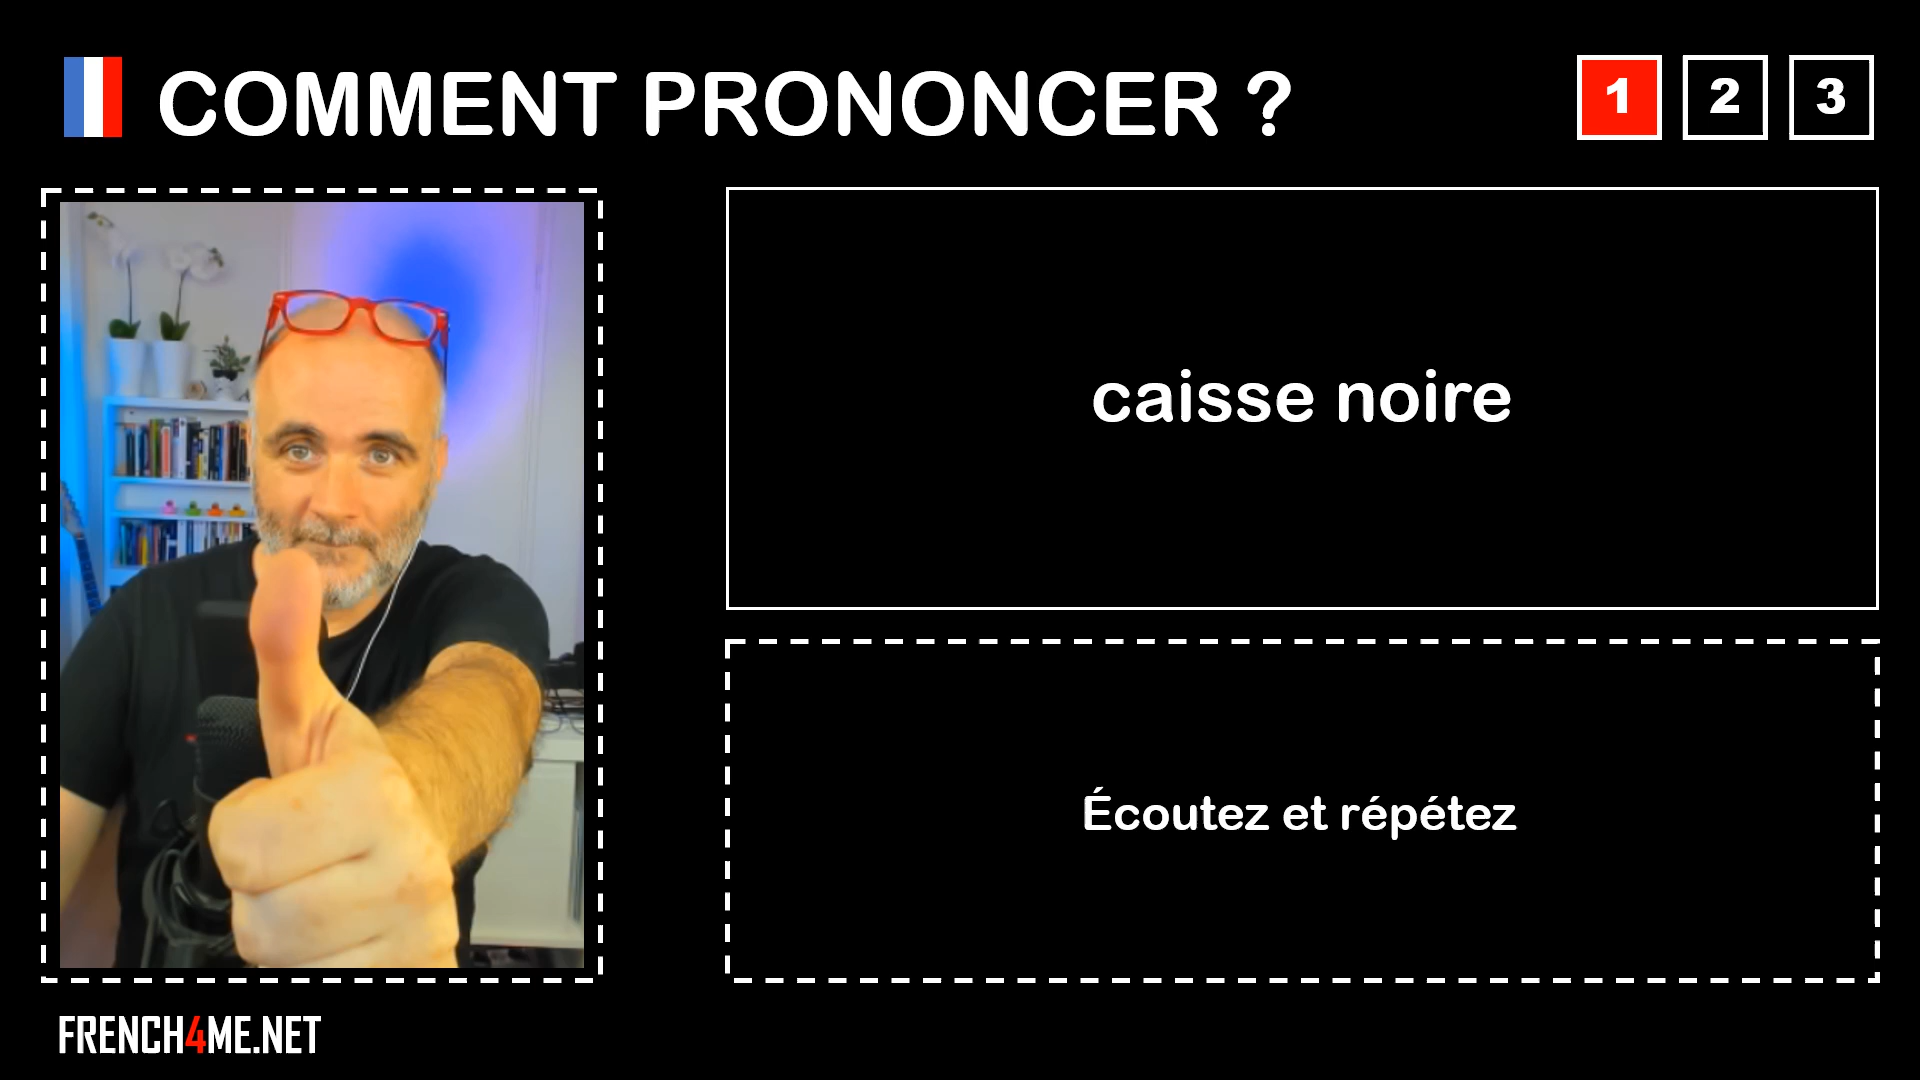 COMMENT PRONONCER ?
1 2 3
caisse noire
Écoutez et répétez
FRENCH4ME.NET